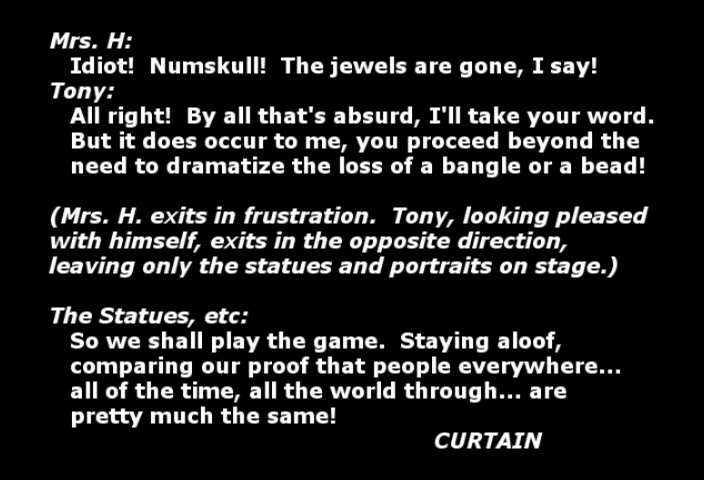 Mrs. H:
Idiot!  Numskull!  The jewels are gone, I say!
Tony:
All right!  By all that's absurd, I'll take your word.
But it does occur to me, you proceed beyond the
need to dramatize the loss of a bangle or a bead!
(Mrs. H. exits in frustration.  Tony, looking pleased
with himself, exits in the opposite direction,
leaving only the statues and portraits on stage.)
The Statues, etc:
So we shall play the game.  Staying aloof,
comparing our proof that people everywhere...
all of the time, all the world through... are
pretty much the same!
CURTAIN